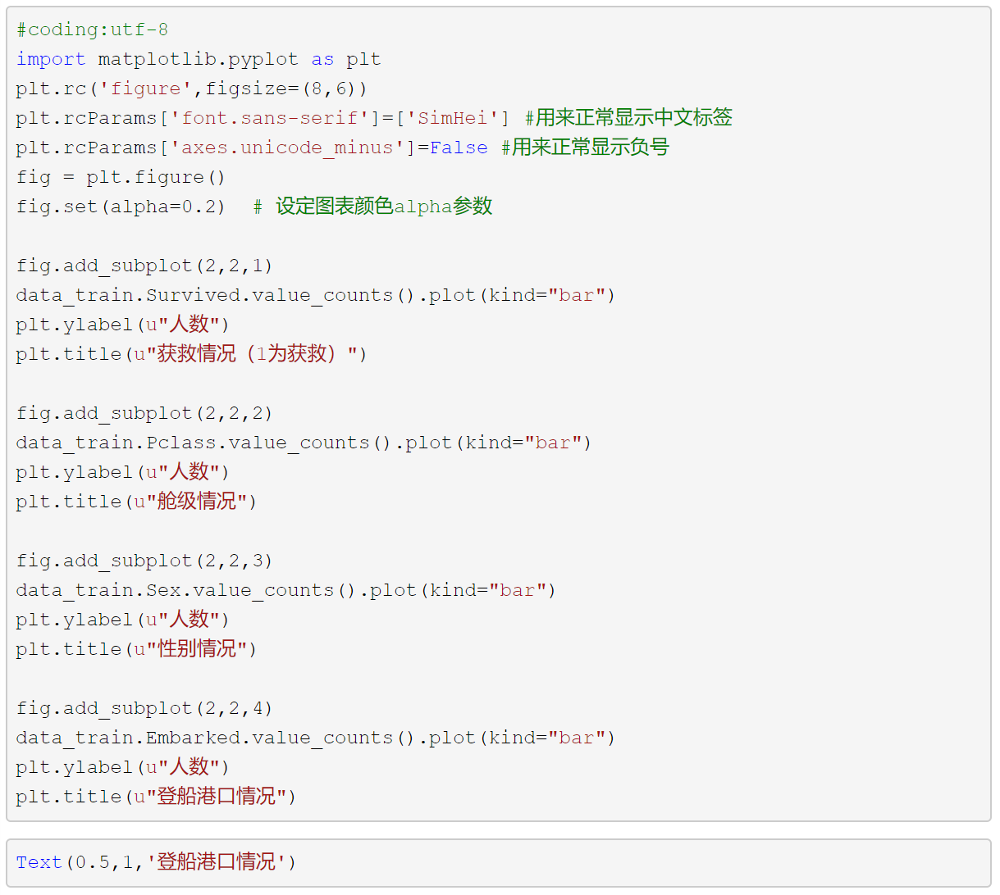 #coding:utf-8
import matplotlib.pyplot as plt
plt.rc('figure',figsize=(8,6))
plt.rcParams['font.sans-serif']=['SimHei'] #用来正常显示中文标签
plt.rcParams['axes.unicode_minus']=False #用来正常显示负号
fig = plt.figure()
fig.set(alpha=0.2)  # 设定图表颜色alpha参数
fig.add_subplot(2,2,1)
data_train.Survived.value_counts().plot(kind="bar")
plt.ylabel(u"人数")
plt.title(u"获救情况（1为获救）")
fig.add_subplot(2,2,2)
data_train.Pclass.value_counts().plot(kind="bar")
plt.ylabel(u"人数")
plt.title(u"舱级情况")
fig.add_subplot(2,2,3)
data_train.Sex.value_counts().plot(kind="bar")
plt.ylabel(u"人数")
plt.title(u"性别情况")
fig.add_subplot(2,2,4)
data_train.Embarked.value_counts().plot(kind="bar")
plt.ylabel(u"人数")
plt.title(u"登船港口情况")
Text(0.5,1,'登船港口情况')